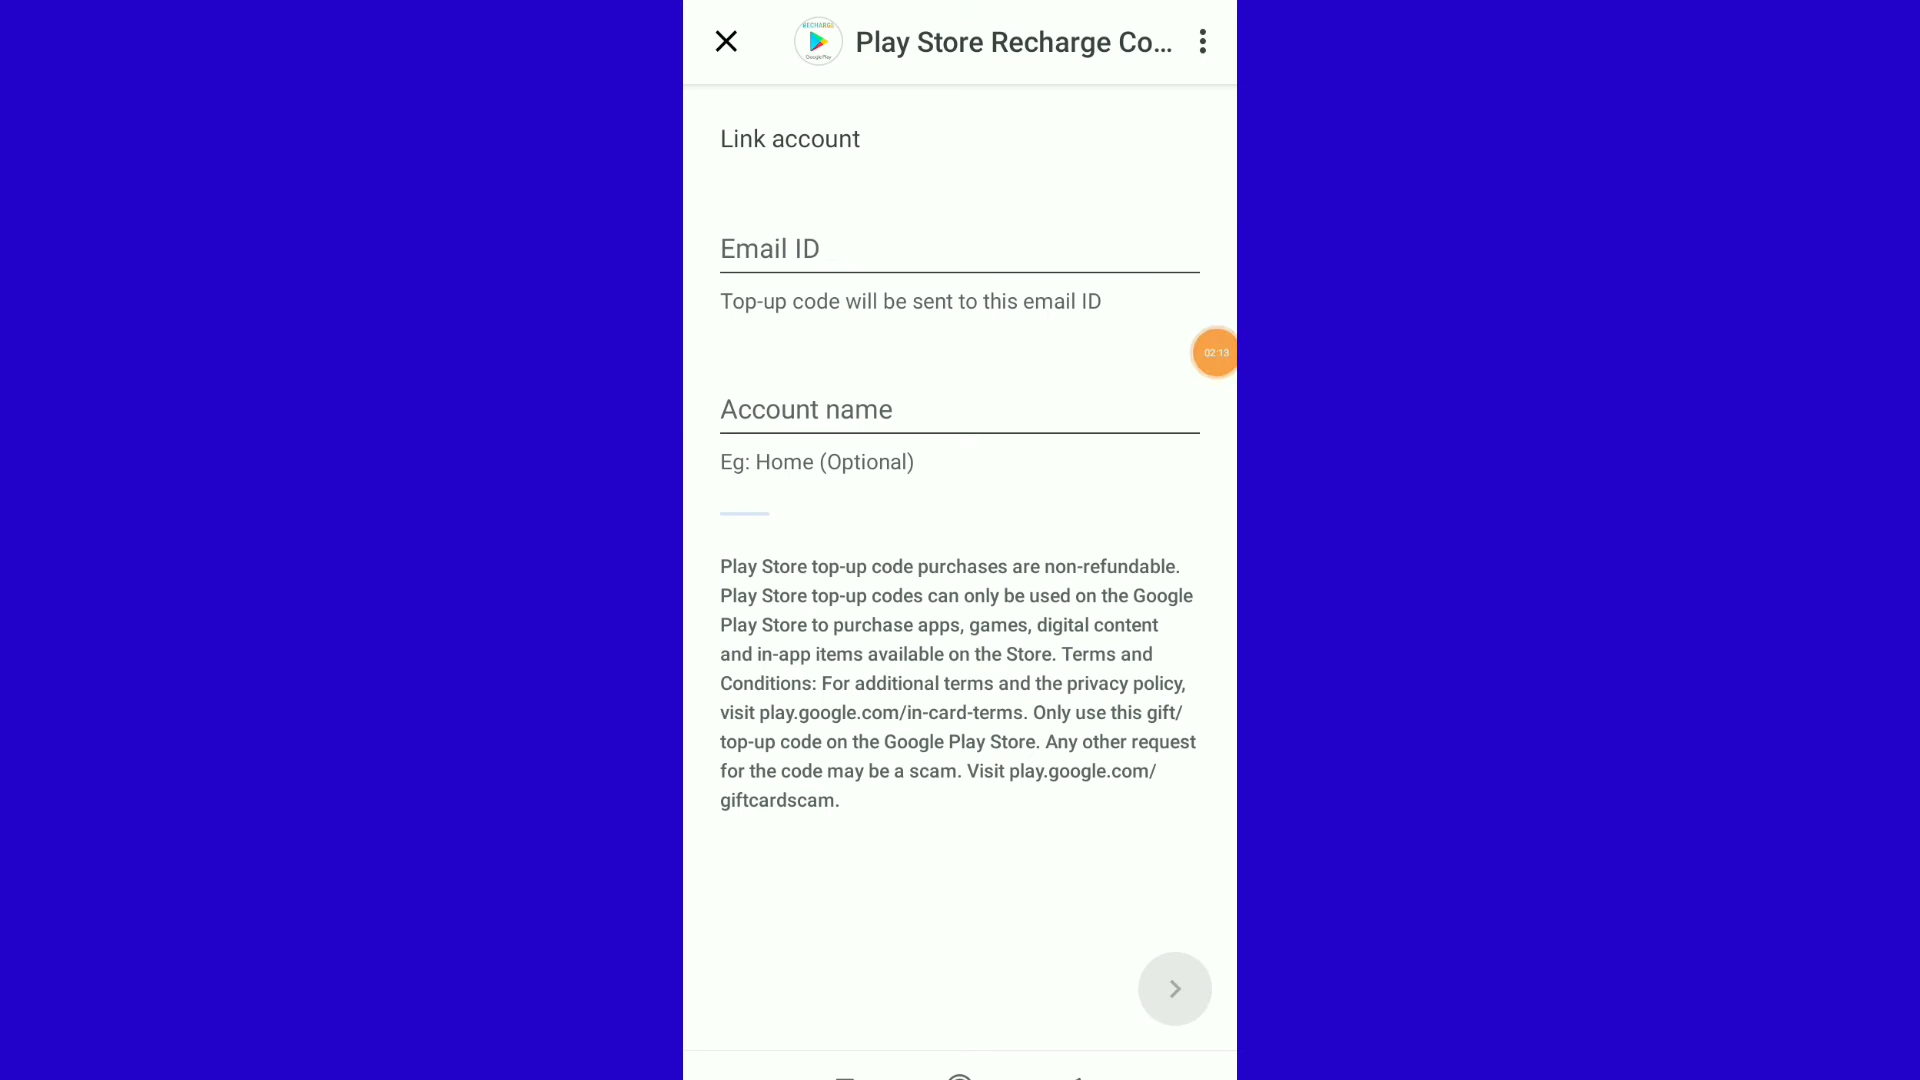 RECHARGE
Google Play
Play Store Recharge Co...
Link account
Email ID
Top-up code will be sent to this email ID
02:13
Account name
Eg: Home (Optional)
Play Store top-up code purchases are non-refundable.
Play Store top-up codes can only be used on the Google
Play Store to purchase apps, games, digital content
and in-app items available on the Store. Terms and
Conditions: For additional terms and the privacy policy,
visit play.google.com/in-card-terms. Only use this gift/
top-up code on the Google Play Store. Any other request
for the code may be a scam. Visit play.google.com/
giftcardscam.